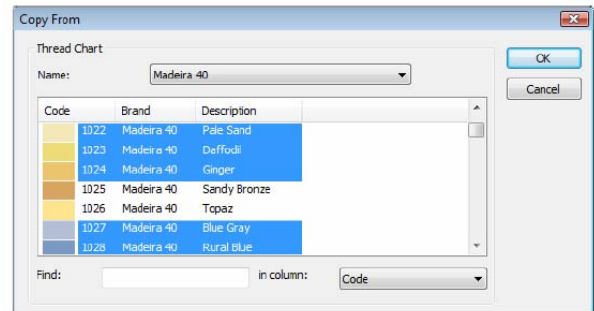 Copy From
Thread Chart
OK
Name: Madeira 40
Cancel
Code Brand Description
1022 Madeira 40 Pale Sand
1023 Madeira 40 Daffodil
1024 Madeira 40 Ginger
1025 Madeira 40 Sandy Bronze
1026 Madeira 40 Topaz
1027 Madeira 40 Blue Gray
1028 Madeira 40 Rural Blue
Find: in column: Code